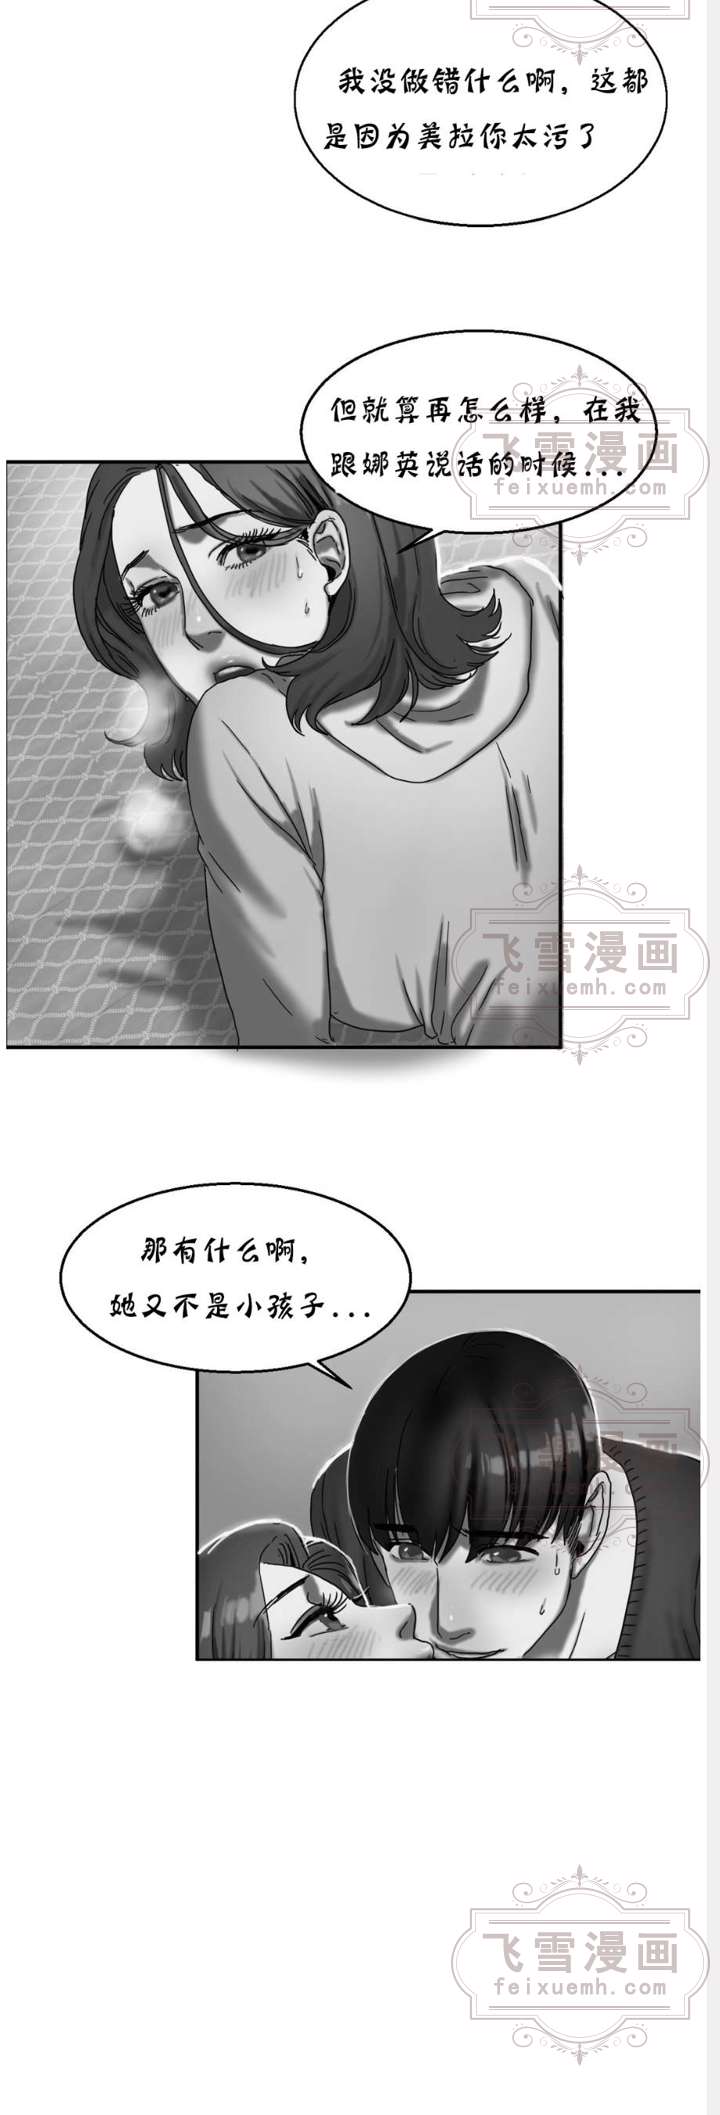 我没做错什么啊，这都
是因为美拉你太污了
但就算再怎么样，在我
跟娜英说话的时候...
飞雪漫画
feixuemh.com
飞雪漫画
feixuemh.com
那有什么啊，
她又不是小孩子...
飞雪漫画
feixuemh.com